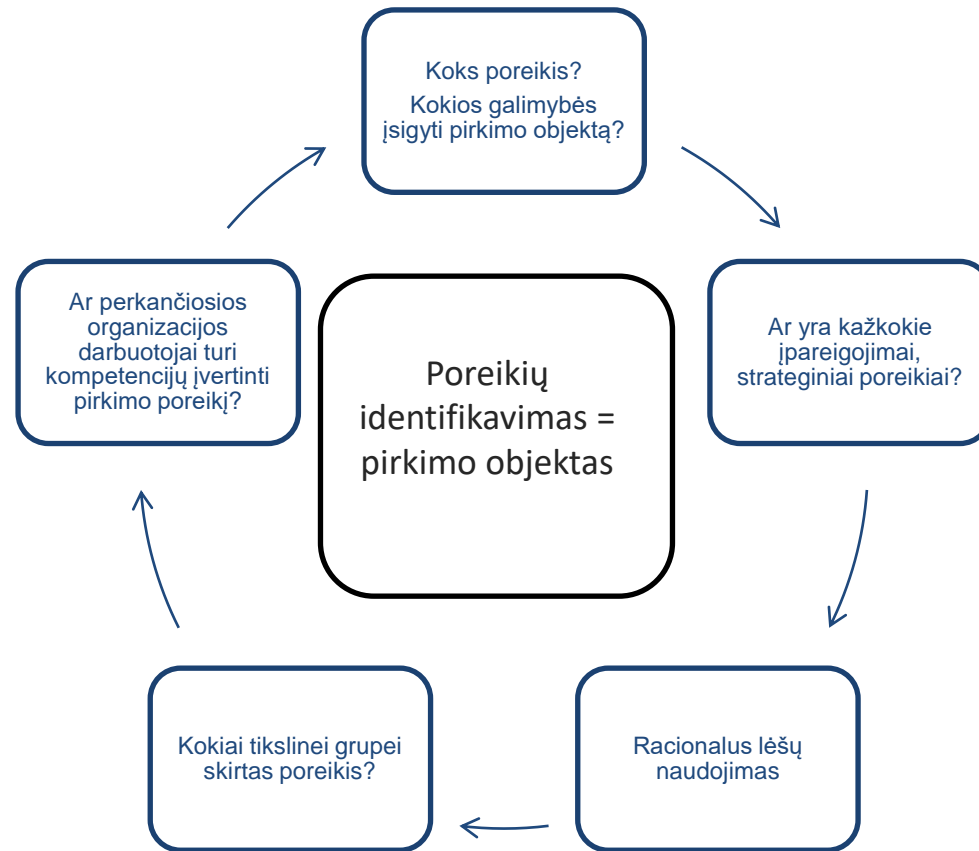 Koks poreikis?
Kokios galimybės
įsigyti pirkimo objektą?
Ar yra kažkokie
įpareigojimai,
strateginiai poreikiai?
Racionalus lėšų
naudojimas
Kokiai tikslinei grupei
skirtas poreikis?
Ar perkančiosios
organizacijos
darbuotojai turi
kompetencijų įvertinti
pirkimo poreikį?
Poreikių
identifikavimas =
pirkimo objektas